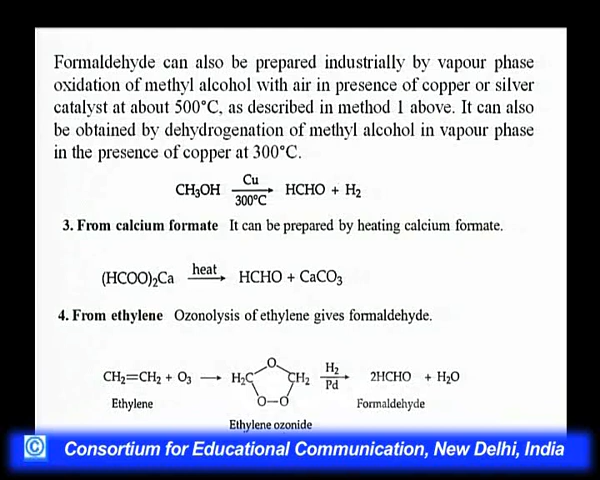 Formaldehyde can also be prepared industrially by vapour phase
oxidation of methyl alcohol with air in presence of copper or silver
catalyst at about 500°C, as described in method 1 above. It can also
be obtained by dehydrogenation of methyl alcohol in vapour phase
in the presence of copper at 300°C.
CH₃OH Cu 300°C → HCHO + H₂
3. From calcium formate It can be prepared by heating calcium formate.
(HCOO)₂Ca heat → HCHO + CaCO₃
4. From ethylene Ozonolysis of ethylene gives formaldehyde.
CH₂=CH₂ + O₃ → H₂C O CH₂ O–O H₂ Pd → 2HCHO + H₂O
Ethylene Formaldehyde
Ethylene ozonide
© Consortium for Educational Communication, New Delhi, India